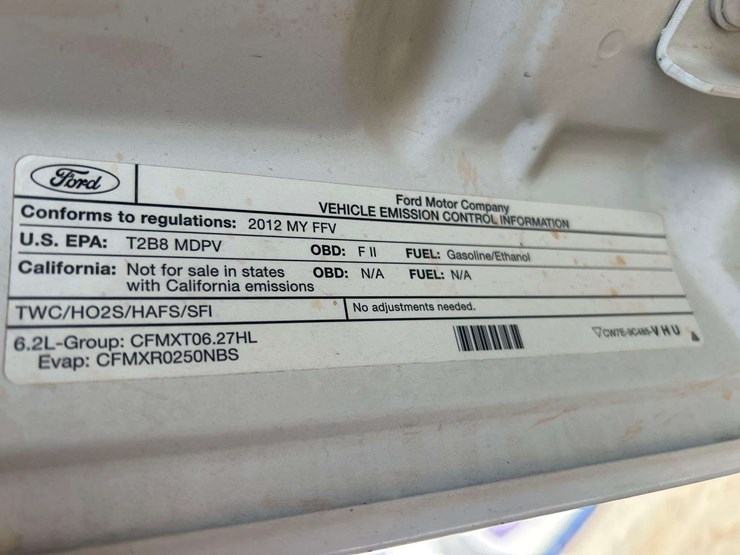 Ford
Ford Motor Company
VEHICLE EMISSION CONTROL INFORMATION
Conforms to regulations: 2012 MY FFV
U.S. EPA: T2B8 MDPV OBD: F II FUEL: Gasoline/Ethanol
California: Not for sale in states OBD: N/A FUEL: N/A
with California emissions
TWC/HO2S/HAFS/SFI No adjustments needed.
6.2L-Group: CFMXT06.27HL
Evap: CFMXR0250NBS
CW7E-9C485-V H U